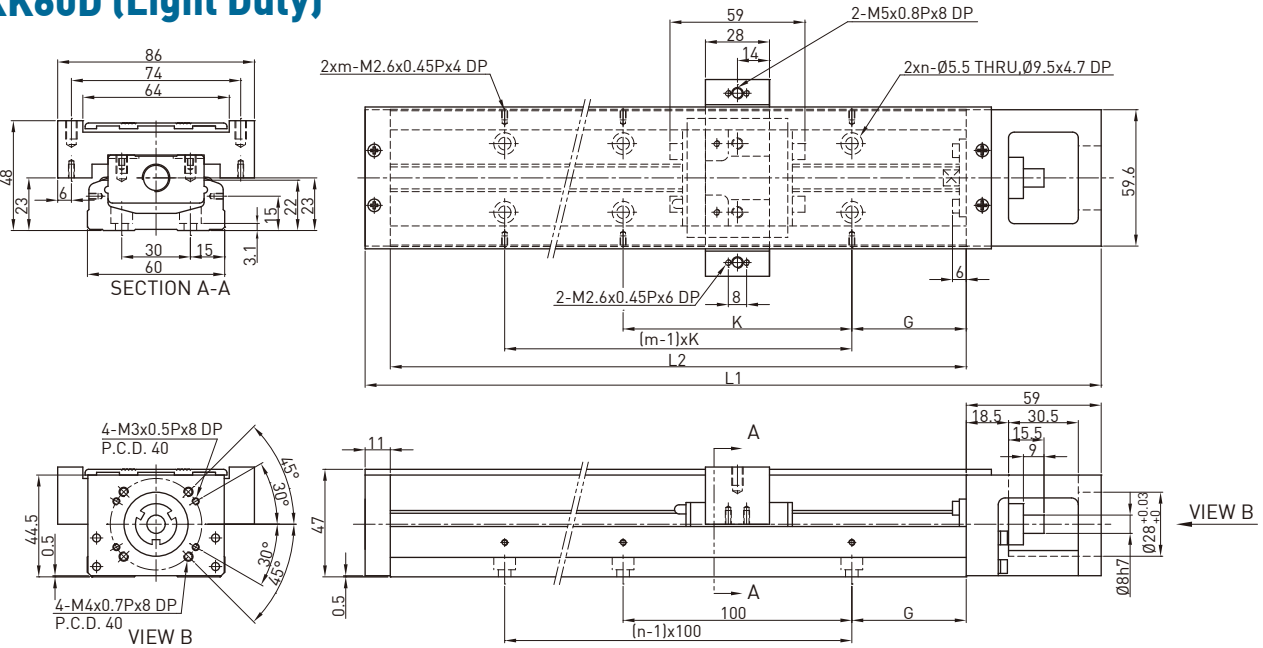 KK60D (Light Duty)
86
74
64
48
23
6
15
22
23
30
15
3.1
60
SECTION A-A
59
28
14
2-M5x0.8Px8 DP
2xm-M2.6x0.45Px4 DP
2xn-Ø5.5 THRU,Ø9.5x4.7 DP
59.6
2-M2.6x0.45Px6 DP
8
6
K
G
(m-1)xK
L2
L1
4-M3x0.5Px8 DP
P.C.D. 40
45°
30°
30°
45°
44.5
0.5
4-M4x0.7Px8 DP
P.C.D. 40
VIEW B
11
47
0.5
A
A
100
G
(n-1)x100
59
18.5
30.5
15.5
9
Ø8h7
Ø28 +0.03
+0
VIEW B